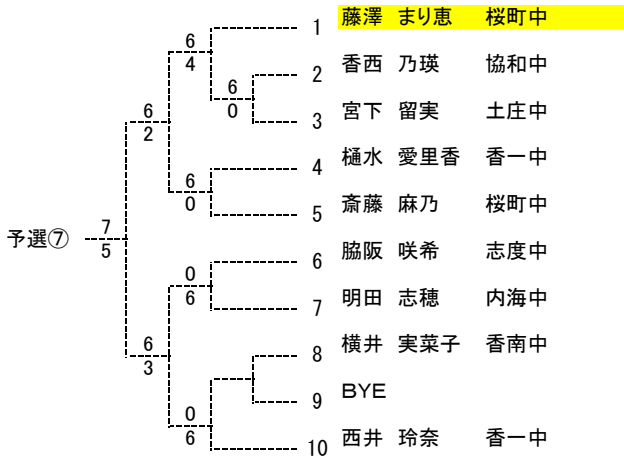 1 藤澤 まり恵 桜町中
6
4
2 香西 乃瑛 協和中
6
0
3 宮下 留実 土庄中
6
2
4 樋水 愛里香 香一中
6
0
5 斎藤 麻乃 桜町中
予選⑦
7
5
6 脇阪 咲希 志度中
0
6
7 明田 志穂 内海中
6
3
8 横井 実菜子 香南中
9 BYE
0
6
10 西井 玲奈 香一中